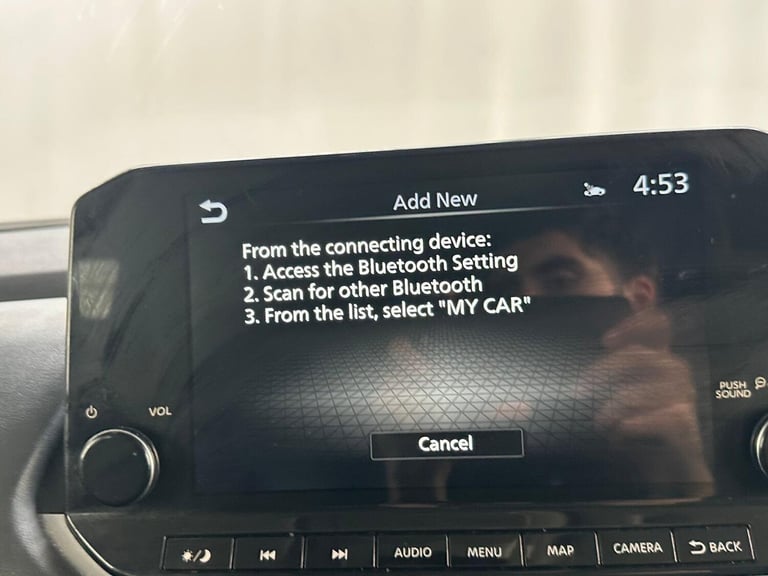 Add New
4:53
From the connecting device:
1. Access the Bluetooth Setting
2. Scan for other Bluetooth
3. From the list, select "MY CAR"
VOL
PUSH
SOUND
Cancel
AUDIO
MENU
MAP
CAMERA
BACK